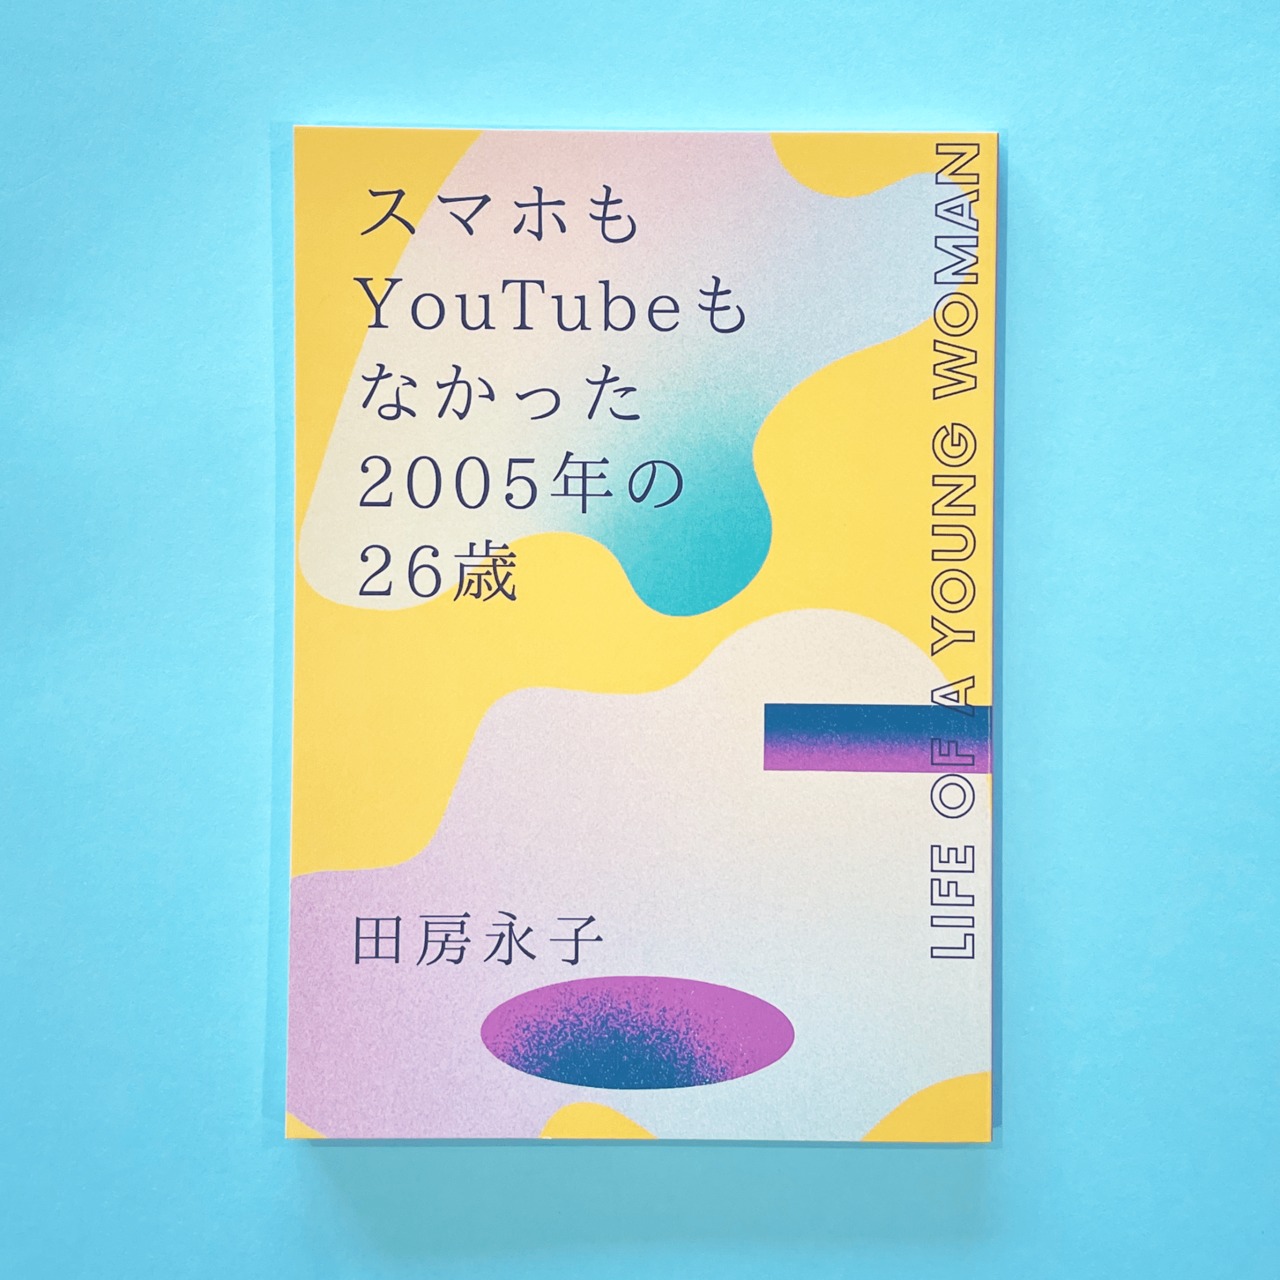 スマホも
YouTubeも
なかった
2005年の
26歳
田房永子
LIFE OF A YOUNG WOMAN